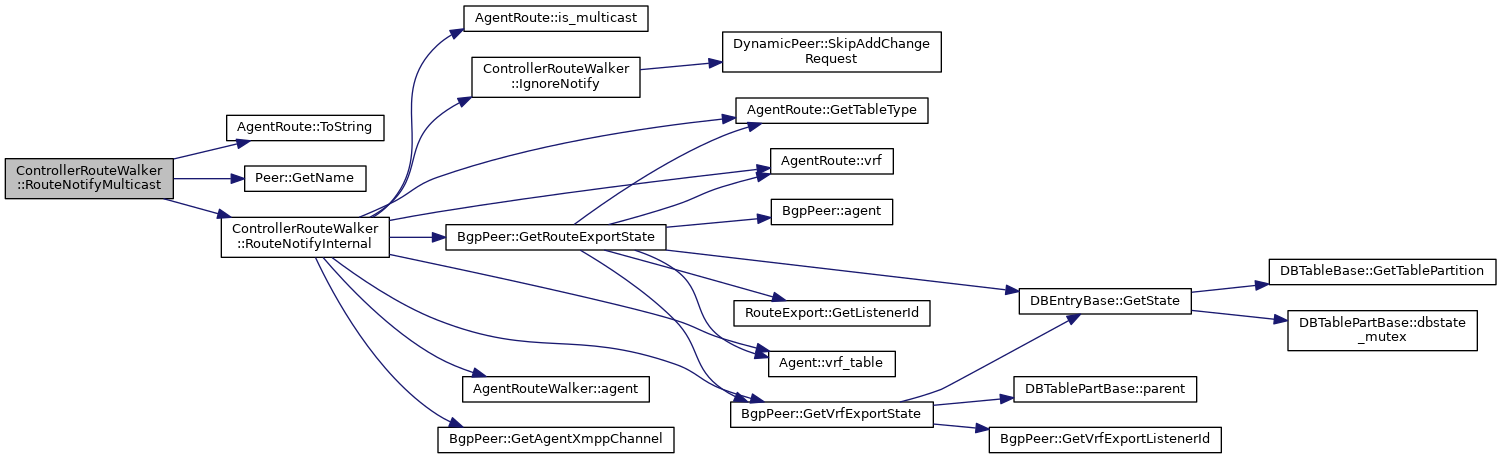 ControllerRouteWalker
::RouteNotifyMulticast
AgentRoute::ToString
Peer::GetName
ControllerRouteWalker
::RouteNotifyInternal
AgentRoute::is_multicast
ControllerRouteWalker
::IgnoreNotify
BgpPeer::GetRouteExportState
AgentRouteWalker::agent
BgpPeer::GetAgentXmppChannel
DynamicPeer::SkipAddChange
Request
AgentRoute::GetTableType
AgentRoute::vrf
BgpPeer::agent
RouteExport::GetListenerId
Agent::vrf_table
BgpPeer::GetVrfExportState
DBEntryBase::GetState
DBTablePartBase::parent
BgpPeer::GetVrfExportListenerId
DBTableBase::GetTablePartition
DBTablePartBase::dbstate
_mutex